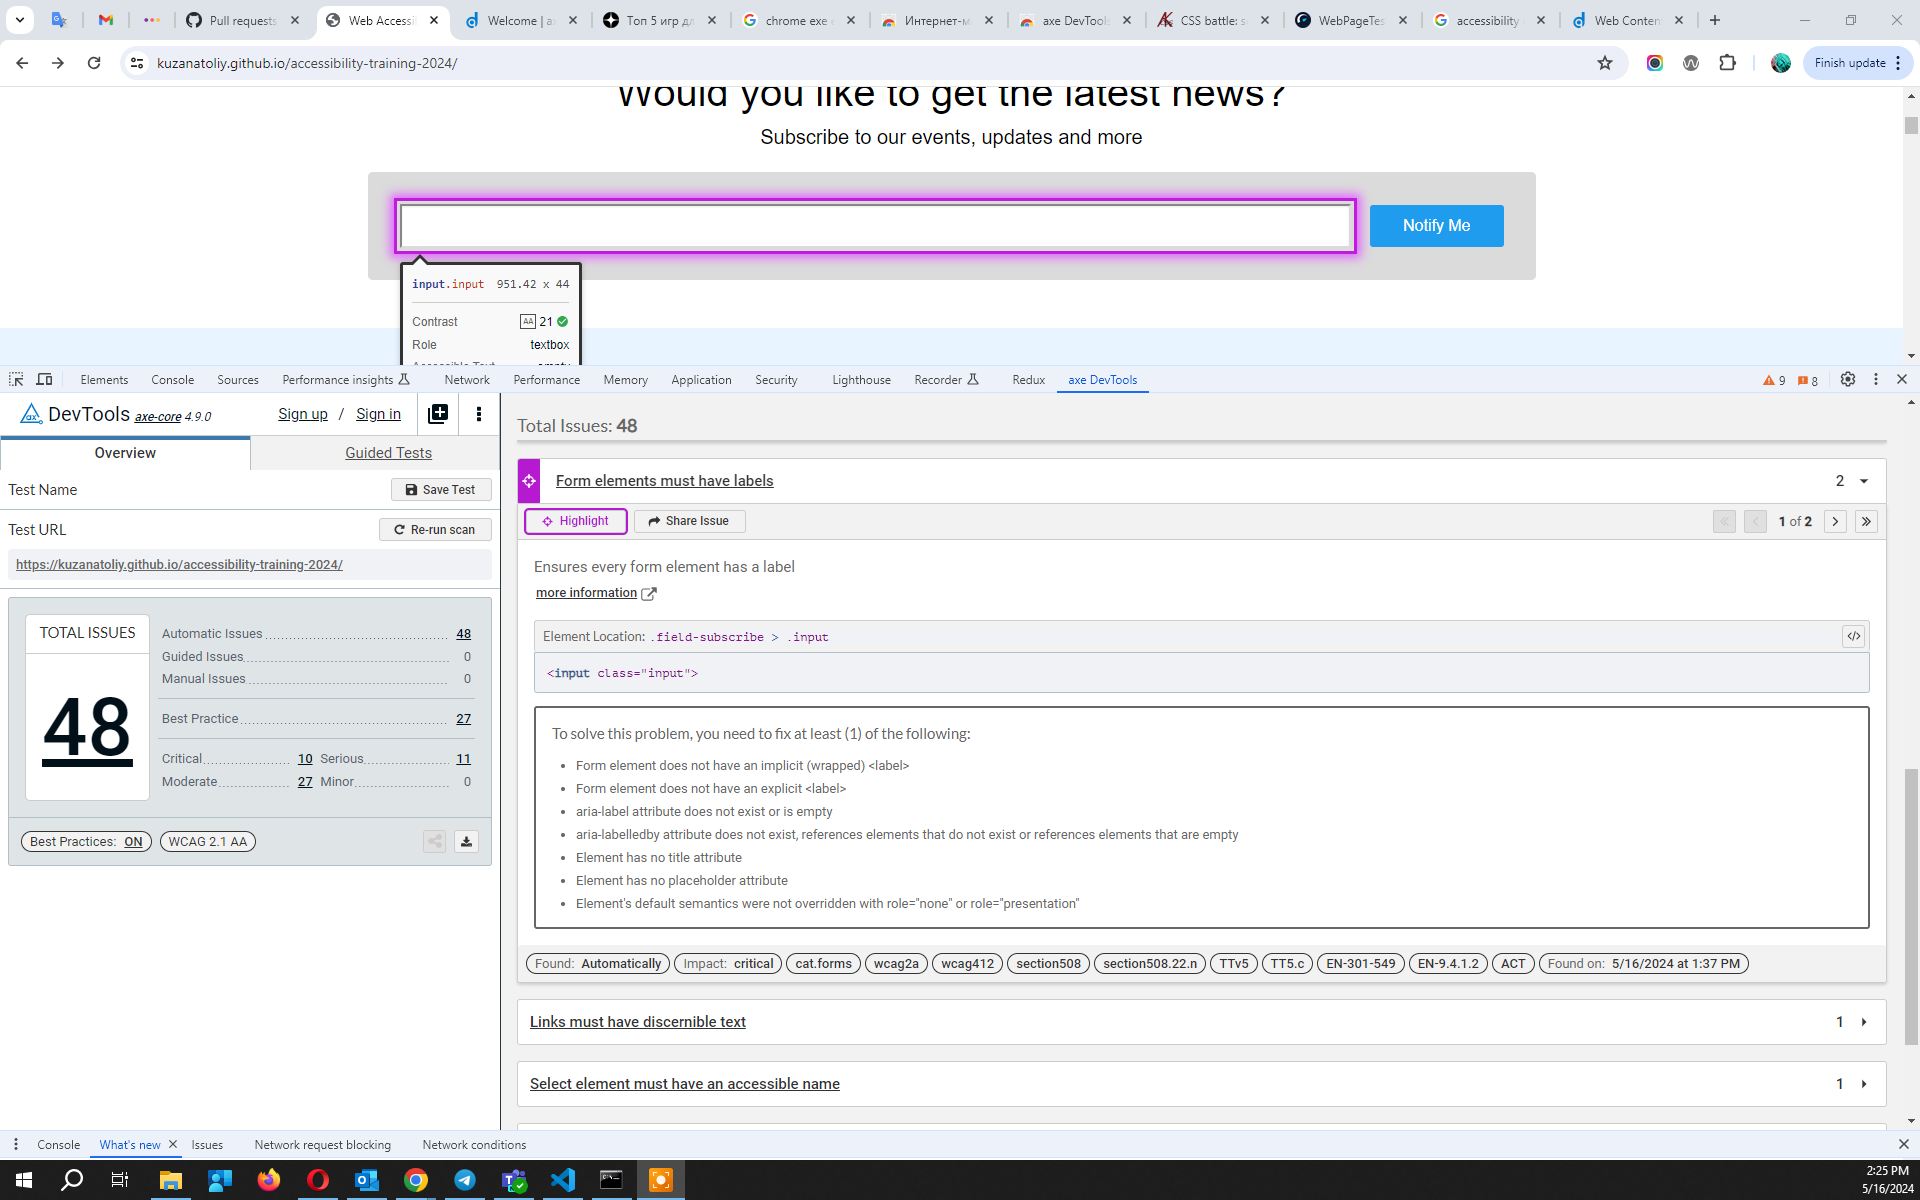 Pull requests
Web Accessi
Welcome | a
Топ 5 игр дл
chrome exe
Интернет-м
axe DevTools
CSS battle: s
WebPageTes
accessibility
Web Conten
kuzanatoliy.github.io/accessibility-training-2024/
Finish update
Would you like to get the latest news?
Subscribe to our events, updates and more
Notify Me
input.input 951.42 x 44
Contrast AA 21
Role textbox
Accessible Text empty
Elements Console Sources Performance insights Network Performance Memory Application Security Lighthouse Recorder Redux axe DevTools 9 8
DevTools axe-core 4.9.0
Sign up / Sign in
Overview
Guided Tests
Test Name
Save Test
Test URL
Re-run scan
https://kuzanatoliy.github.io/accessibility-training-2024/
TOTAL ISSUES
48
Automatic Issues 48
Guided Issues 0
Manual Issues 0
Best Practice 27
Critical 10 Serious 11
Moderate 27 Minor 0
Best Practices: ON
WCAG 2.1 AA
Total Issues: 48
Form elements must have labels
2
Highlight
Share Issue
1 of 2
Ensures every form element has a label
more information
Element Location: .field-subscribe > .input
</>
<input class="input">
To solve this problem, you need to fix at least (1) of the following:
• Form element does not have an implicit (wrapped) <label>
• Form element does not have an explicit <label>
• aria-label attribute does not exist or is empty
• aria-labelledby attribute does not exist, references elements that do not exist or references elements that are empty
• Element has no title attribute
• Element has no placeholder attribute
• Element's default semantics were not overridden with role="none" or role="presentation"
Found: Automatically Impact: critical cat.forms wcag2a wcag412 section508 section508.22.n TTv5 TT5.c EN-301-549 EN-9.4.1.2 ACT Found on: 5/16/2024 at 1:37 PM
Links must have discernible text
1
Select element must have an accessible name
1
Console What's new Issues Network request blocking Network conditions
2:25 PM
5/16/2024